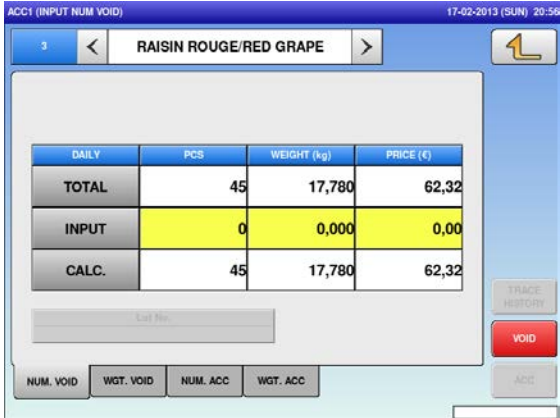 ACC1 (INPUT NUM VOID) 17-02-2013 (SUN) 20:56
3 < RAISIN ROUGE/RED GRAPE >
DAILY PCS WEIGHT (kg) PRICE (€)
TOTAL 45 17,780 62,32
INPUT 0 0,000 0,00
CALC. 45 17,780 62,32
Lot No.
TRACE
HISTORY
VOID
ACC
NUM. VOID WGT. VOID NUM. ACC WGT. ACC